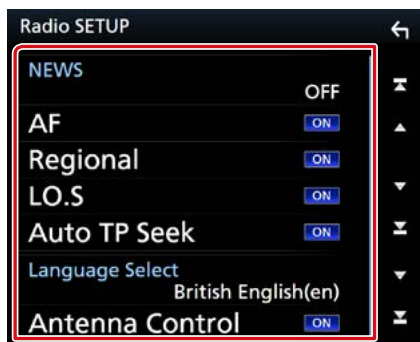 Radio SETUP
NEWS
OFF
AF ON
Regional ON
LO.S ON
Auto TP Seek ON
Language Select
British English(en)
Antenna Control ON